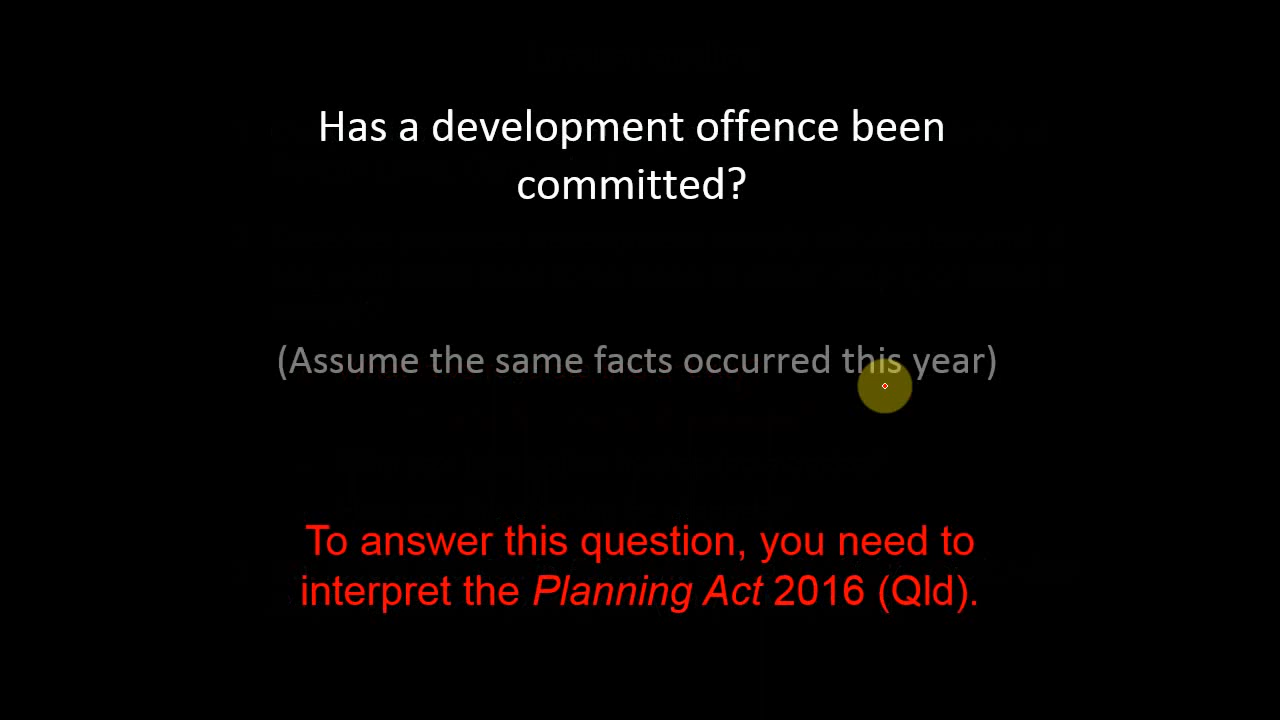 Has a development offence been
committed?
(Assume the same facts occurred this year)
To answer this question, you need to
interpret the Planning Act 2016 (Qld).